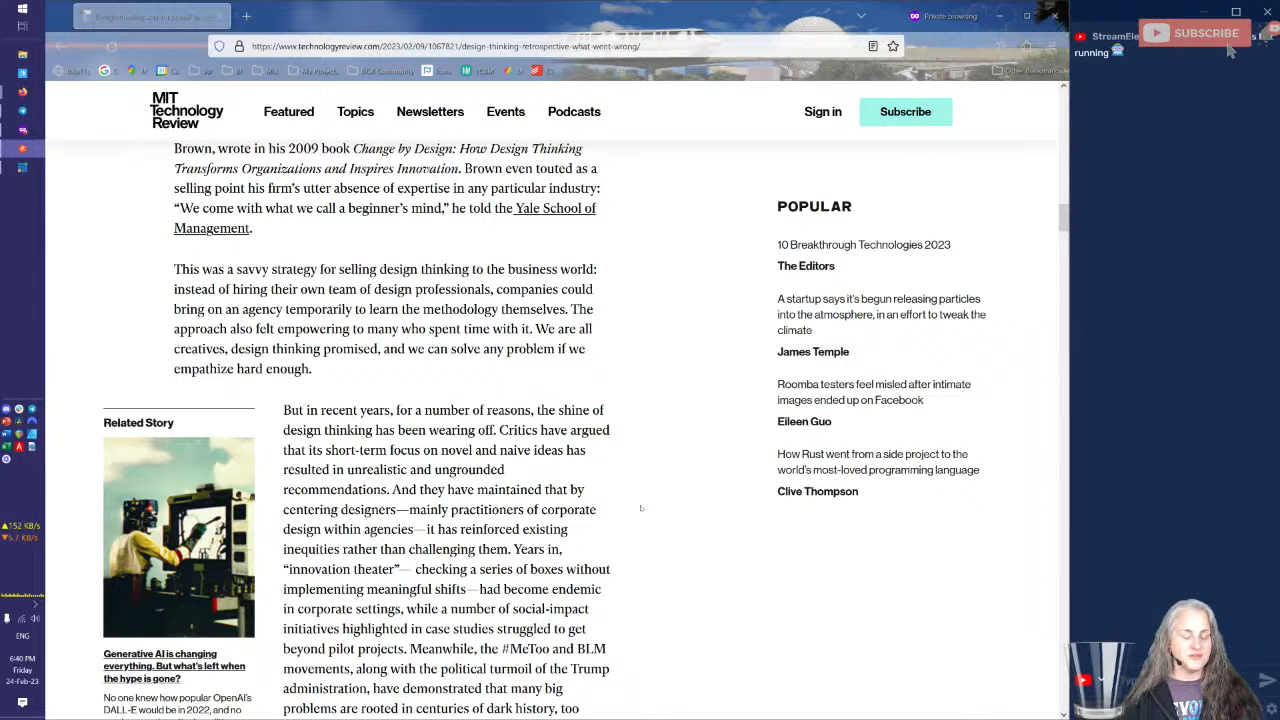 Private browsing
https://www.technologyreview.com/2023/02/09/1067821/design-thinking-retrospective-what-went-wrong/
Other Bookmarks
MIT
Technology
Review
Featured
Topics
Newsletters
Events
Podcasts
Sign in
Subscribe
Brown, wrote in his 2009 book Change by Design: How Design Thinking
Transforms Organizations and Inspires Innovation. Brown even touted as a
selling point his firm's utter absence of expertise in any particular industry:
“We come with what we call a beginner's mind,” he told the Yale School of
Management.
This was a savvy strategy for selling design thinking to the business world:
instead of hiring their own team of design professionals, companies could
bring on an agency temporarily to learn the methodology themselves. The
approach also felt empowering to many who spent time with it. We are all
creatives, design thinking promised, and we can solve any problem if we
empathize hard enough.
Related Story
Generative AI is changing
everything. But what's left when
the hype is gone?
No one knew how popular OpenAI's
DALL-E would be in 2022, and no
But in recent years, for a number of reasons, the shine of
design thinking has been wearing off. Critics have argued
that its short-term focus on novel and naive ideas has
resulted in unrealistic and ungrounded
recommendations. And they have maintained that by
centering designers—mainly practitioners of corporate
design within agencies—it has reinforced existing
inequities rather than challenging them. Years in,
“innovation theater”— checking a series of boxes without
implementing meaningful shifts—had become endemic
in corporate settings, while a number of social-impact
initiatives highlighted in case studies struggled to get
beyond pilot projects. Meanwhile, the #MeToo and BLM
movements, along with the political turmoil of the Trump
administration, have demonstrated that many big
problems are rooted in centuries of dark history, too
POPULAR
10 Breakthrough Technologies 2023
The Editors
A startup says it's begun releasing particles
into the atmosphere, in an effort to tweak the
climate
James Temple
Roomba testers feel misled after intimate
images ended up on Facebook
Eileen Guo
How Rust went from a side project to the
world's most-loved programming language
Clive Thompson
SUBSCRIBE
running
152 KB/s
5.7 KB/s
ENG
6:40 PM
Friday
24-Feb-23